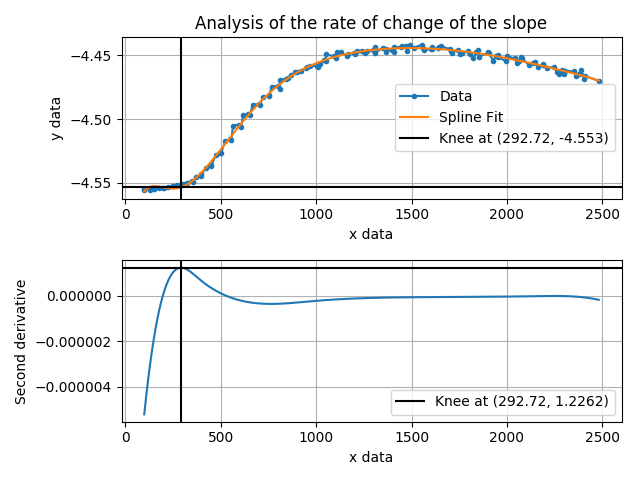 Analysis of the rate of change of the slope
−4.45
−4.50
−4.55
y data
Data
Spline Fit
Knee at (292.72, -4.553)
0 500 1000 1500 2000 2500
x data
0.000000
−0.000002
−0.000004
Second derivative
Knee at (292.72, 1.2262)
0 500 1000 1500 2000 2500
x data